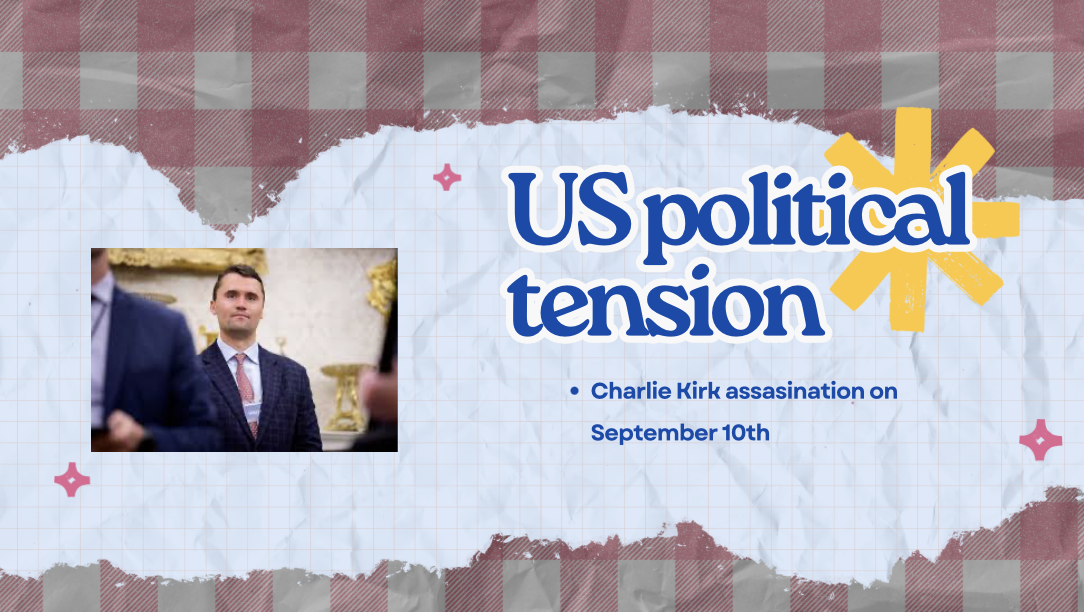 US political
tension
• Charlie Kirk assasination on
September 10th